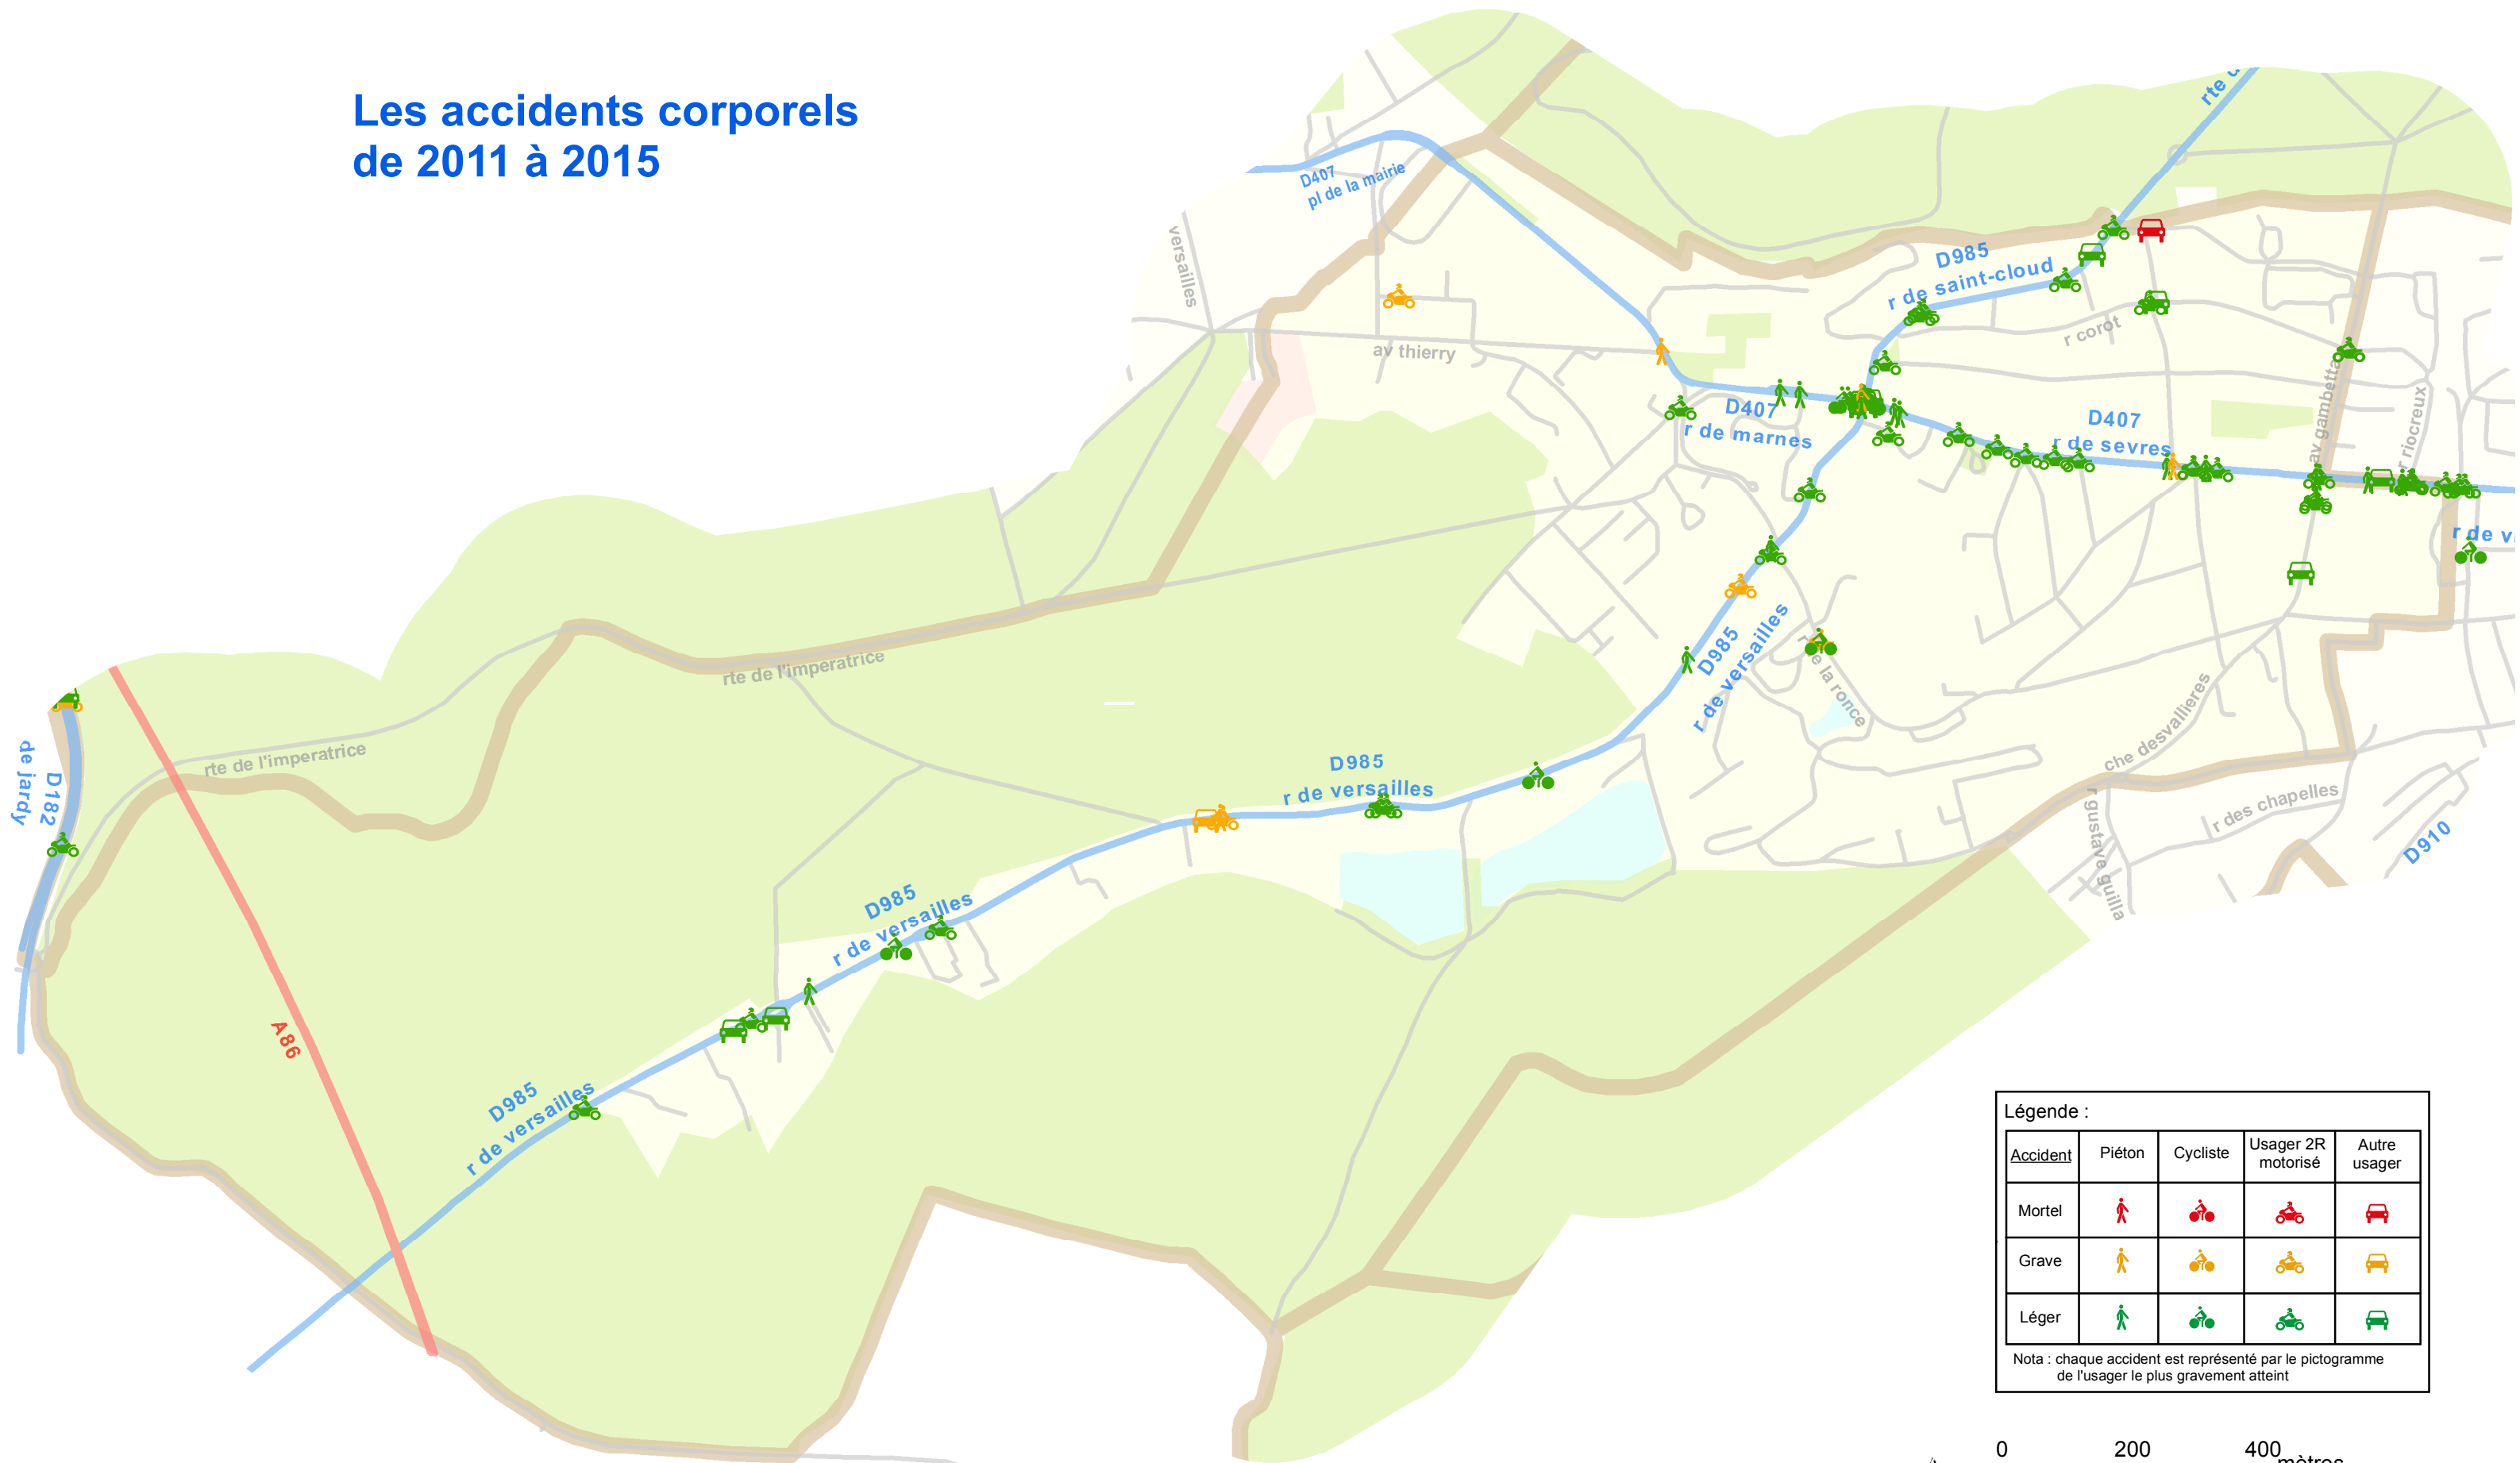 Les accidents corporels
de 2011 à 2015
D407
pl de la mairie
versailles
av thierry
D985
r de saint-cloud
r corot
D407
r de marnes
D407
r de sevres
av gambetta
r riocreux
D985
r de versailles
r de la ronce
che desvallieres
r gustave guilla
r des chapelles
D910
rte de l'imperatrice
rte de l'imperatrice
D182
de jardy
D985
r de versailles
D985
r de versailles
A86
D985
r de versailles
Légende :
Accident
Piéton
Cycliste
Usager 2R
motorisé
Autre
usager
Mortel
Grave
Léger
Nota : chaque accident est représenté par le pictogramme
de l'usager le plus gravement atteint
0 200 400
mètres